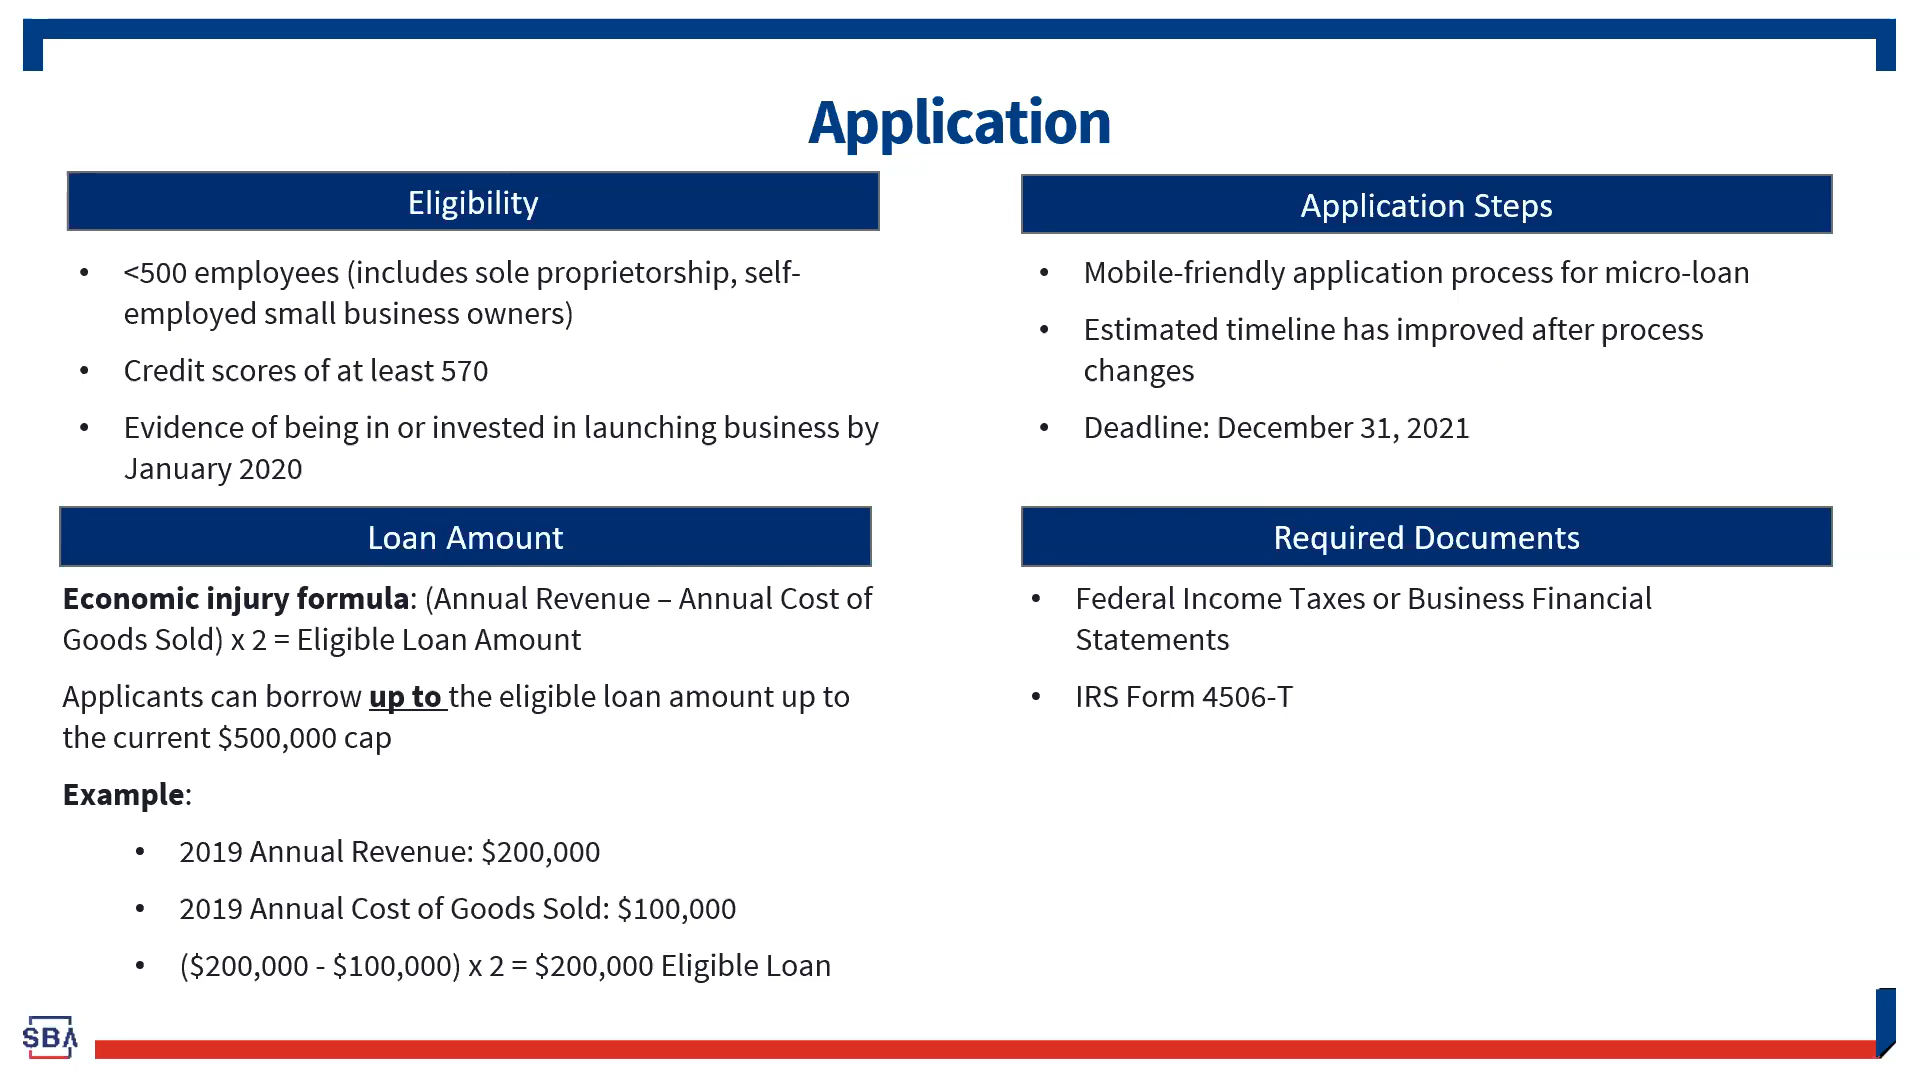 Application
Eligibility
• <500 employees (includes sole proprietorship, self-
employed small business owners)
• Credit scores of at least 570
• Evidence of being in or invested in launching business by
January 2020
Application Steps
• Mobile-friendly application process for micro-loan
• Estimated timeline has improved after process
changes
• Deadline: December 31, 2021
Loan Amount
Economic injury formula: (Annual Revenue – Annual Cost of
Goods Sold) x 2 = Eligible Loan Amount
Applicants can borrow up to the eligible loan amount up to
the current $500,000 cap
Example:
• 2019 Annual Revenue: $200,000
• 2019 Annual Cost of Goods Sold: $100,000
• ($200,000 - $100,000) x 2 = $200,000 Eligible Loan
Required Documents
• Federal Income Taxes or Business Financial
Statements
• IRS Form 4506-T
SBA